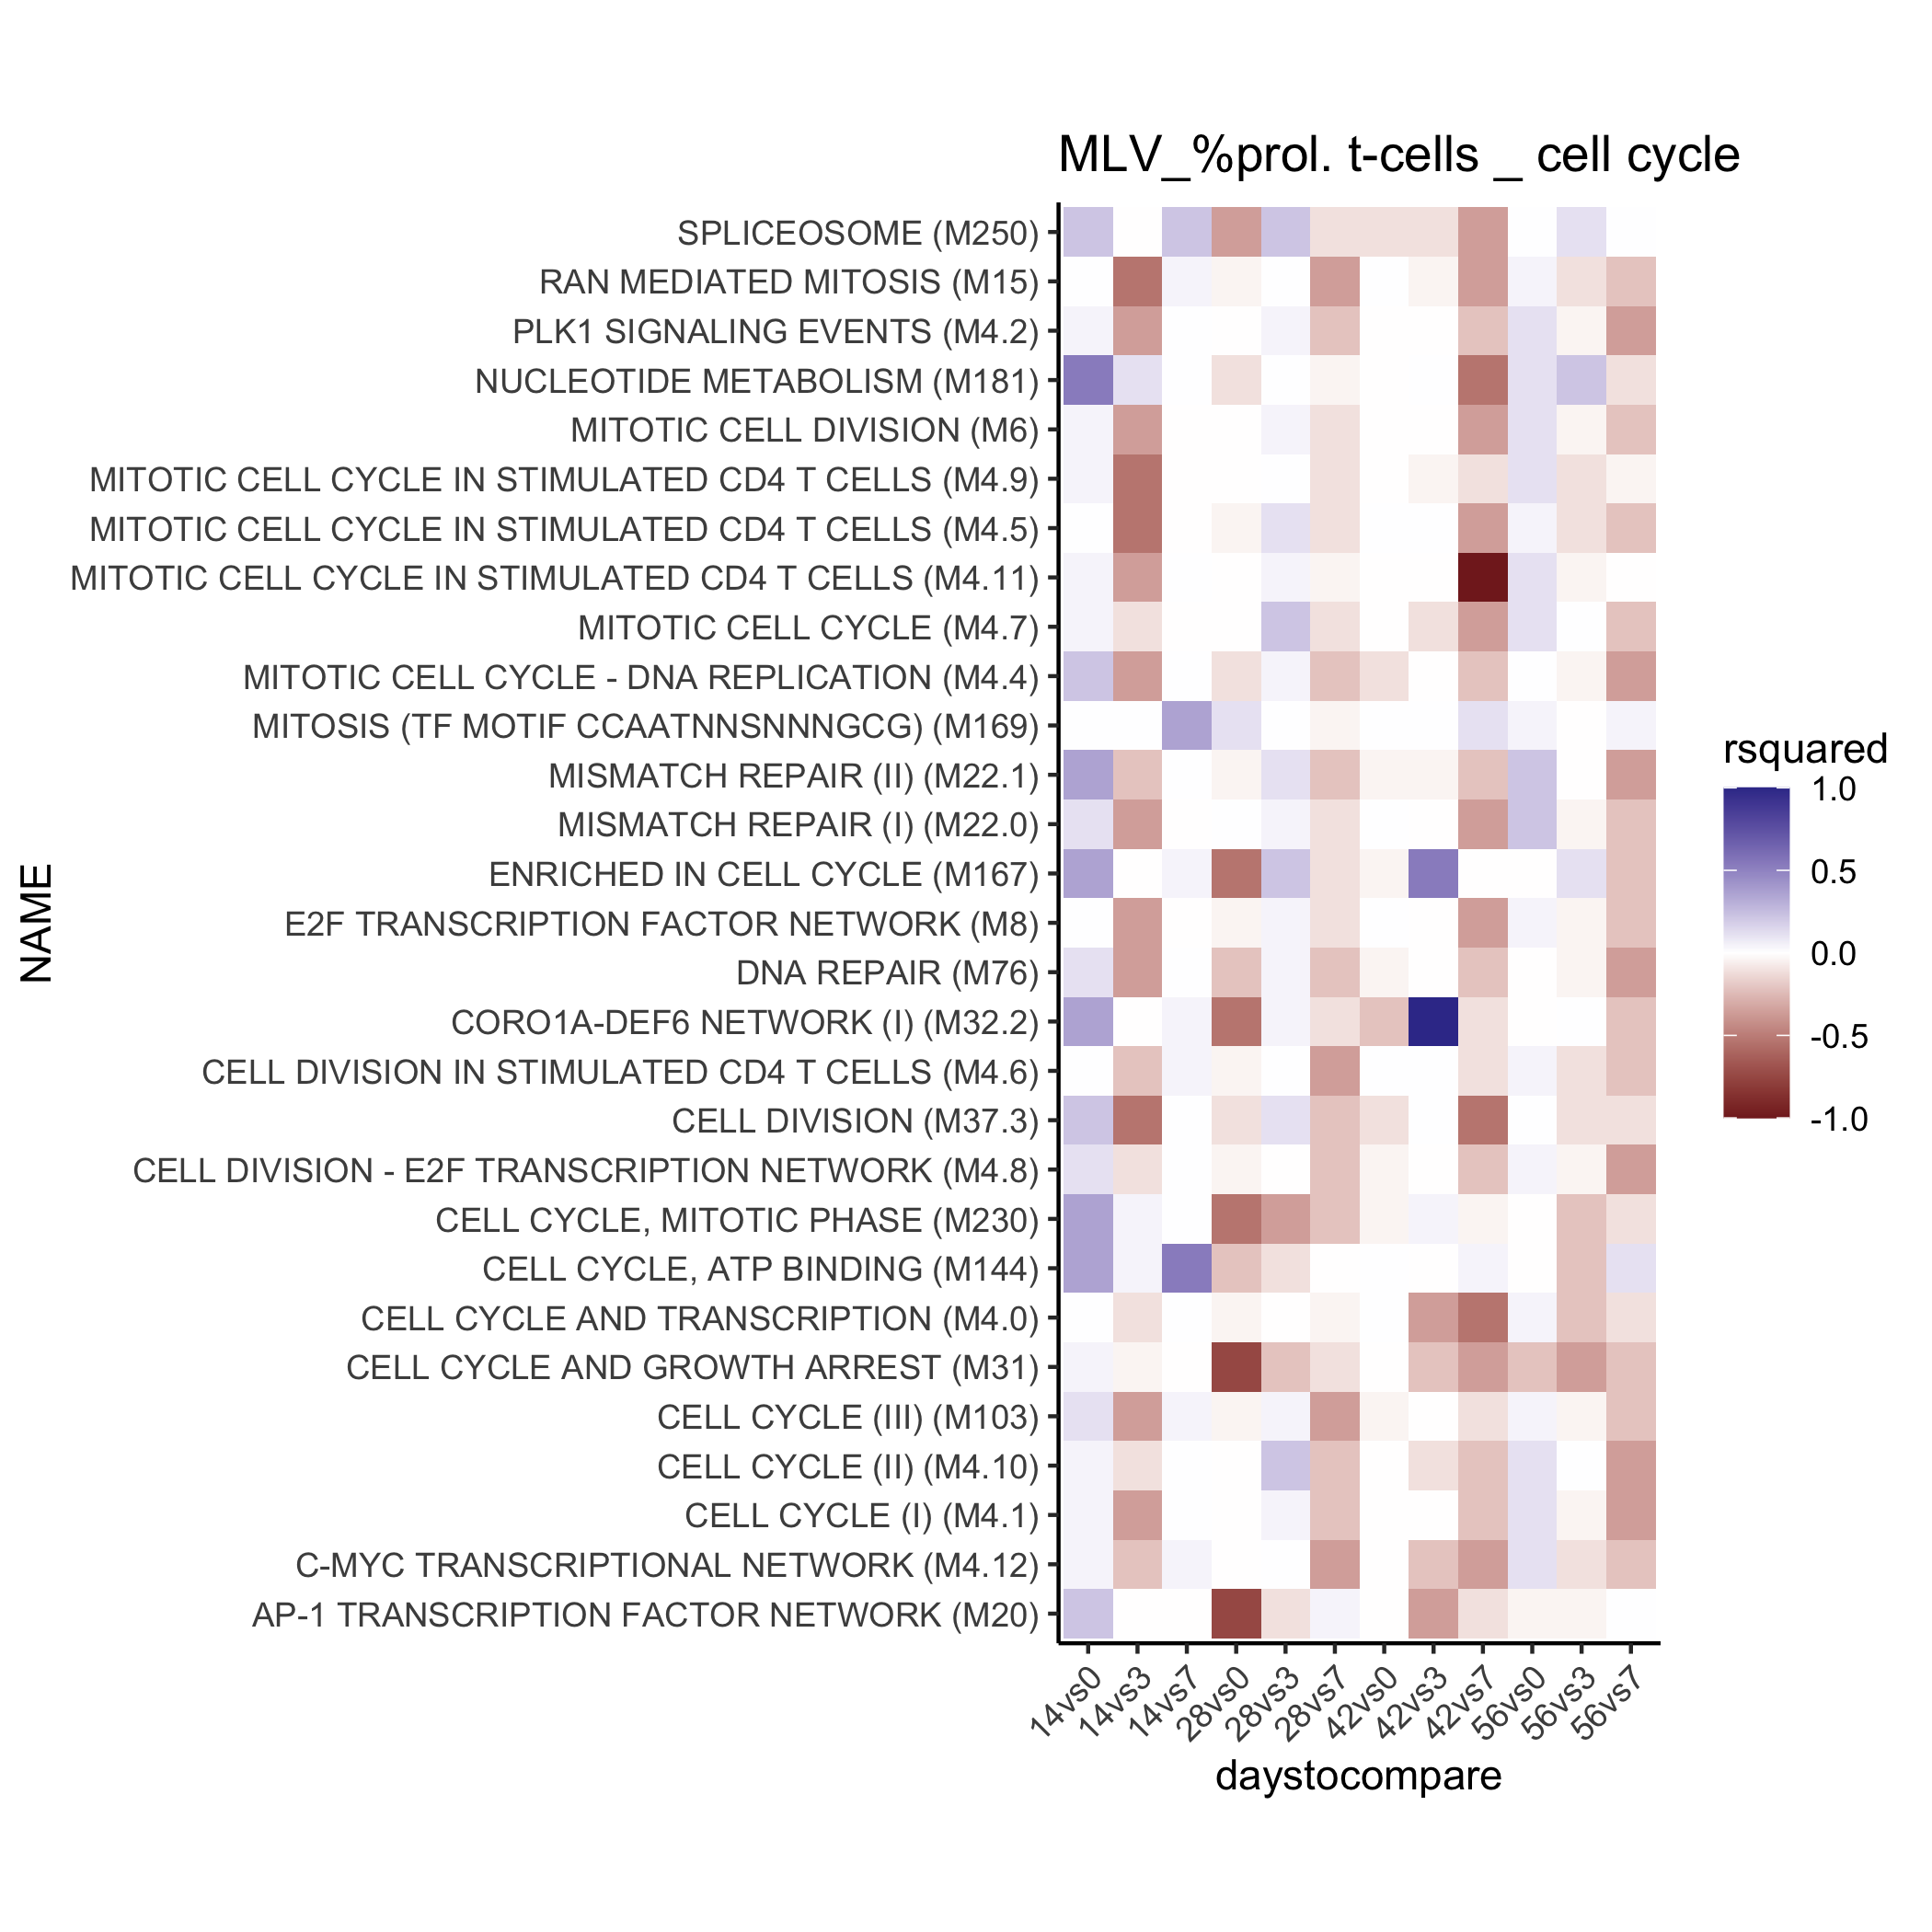 MLV_%prol. t-cells _ cell cycle
NAME
SPLICEOSOME (M250)
RAN MEDIATED MITOSIS (M15)
PLK1 SIGNALING EVENTS (M4.2)
NUCLEOTIDE METABOLISM (M181)
MITOTIC CELL DIVISION (M6)
MITOTIC CELL CYCLE IN STIMULATED CD4 T CELLS (M4.9)
MITOTIC CELL CYCLE IN STIMULATED CD4 T CELLS (M4.5)
MITOTIC CELL CYCLE IN STIMULATED CD4 T CELLS (M4.11)
MITOTIC CELL CYCLE (M4.7)
MITOTIC CELL CYCLE - DNA REPLICATION (M4.4)
MITOSIS (TF MOTIF CCAATNNSNNNGCG) (M169)
MISMATCH REPAIR (II) (M22.1)
MISMATCH REPAIR (I) (M22.0)
ENRICHED IN CELL CYCLE (M167)
E2F TRANSCRIPTION FACTOR NETWORK (M8)
DNA REPAIR (M76)
CORO1A-DEF6 NETWORK (I) (M32.2)
CELL DIVISION IN STIMULATED CD4 T CELLS (M4.6)
CELL DIVISION (M37.3)
CELL DIVISION - E2F TRANSCRIPTION NETWORK (M4.8)
CELL CYCLE, MITOTIC PHASE (M230)
CELL CYCLE, ATP BINDING (M144)
CELL CYCLE AND TRANSCRIPTION (M4.0)
CELL CYCLE AND GROWTH ARREST (M31)
CELL CYCLE (III) (M103)
CELL CYCLE (II) (M4.10)
CELL CYCLE (I) (M4.1)
C-MYC TRANSCRIPTIONAL NETWORK (M4.12)
AP-1 TRANSCRIPTION FACTOR NETWORK (M20)
14vs0
14vs3
14vs7
28vs0
28vs3
28vs7
42vs0
42vs3
42vs7
56vs0
56vs3
56vs7
daystocompare
rsquared
1.0
0.5
0.0
-0.5
-1.0